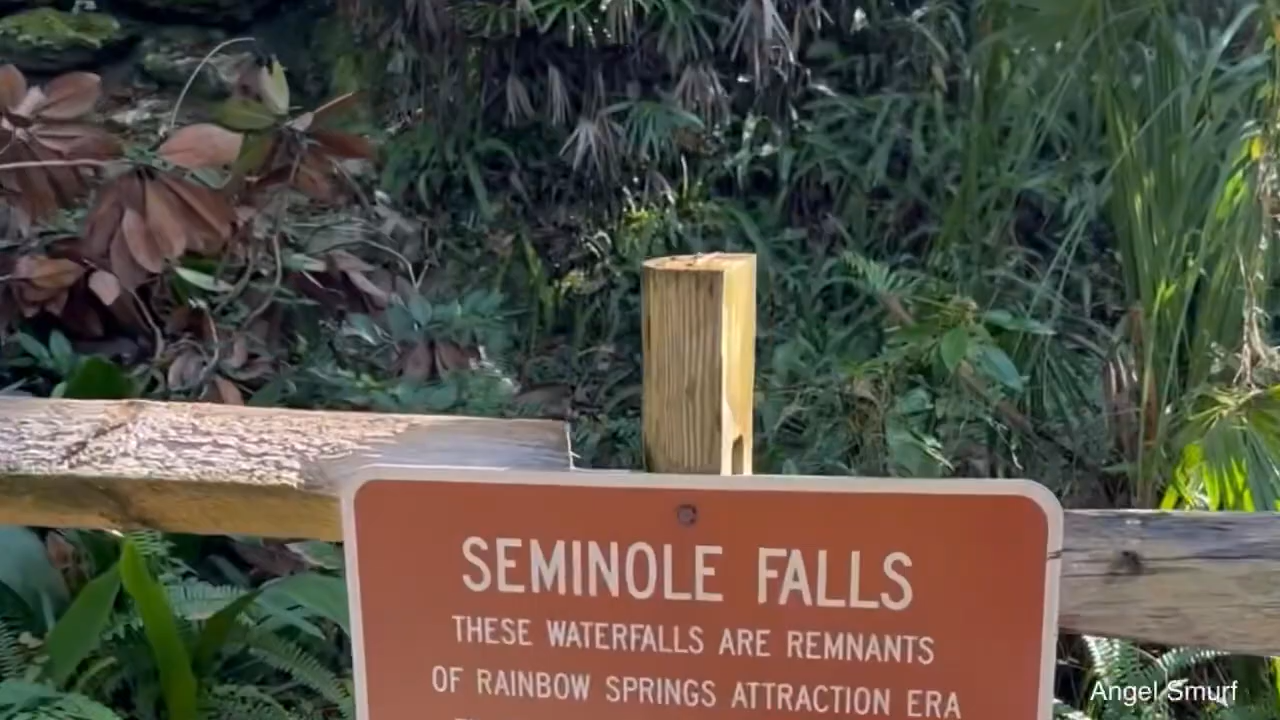 SEMINOLE FALLS
THESE WATERFALLS ARE REMNANTS
OF RAINBOW SPRINGS ATTRACTION ERA
Angel Smurf